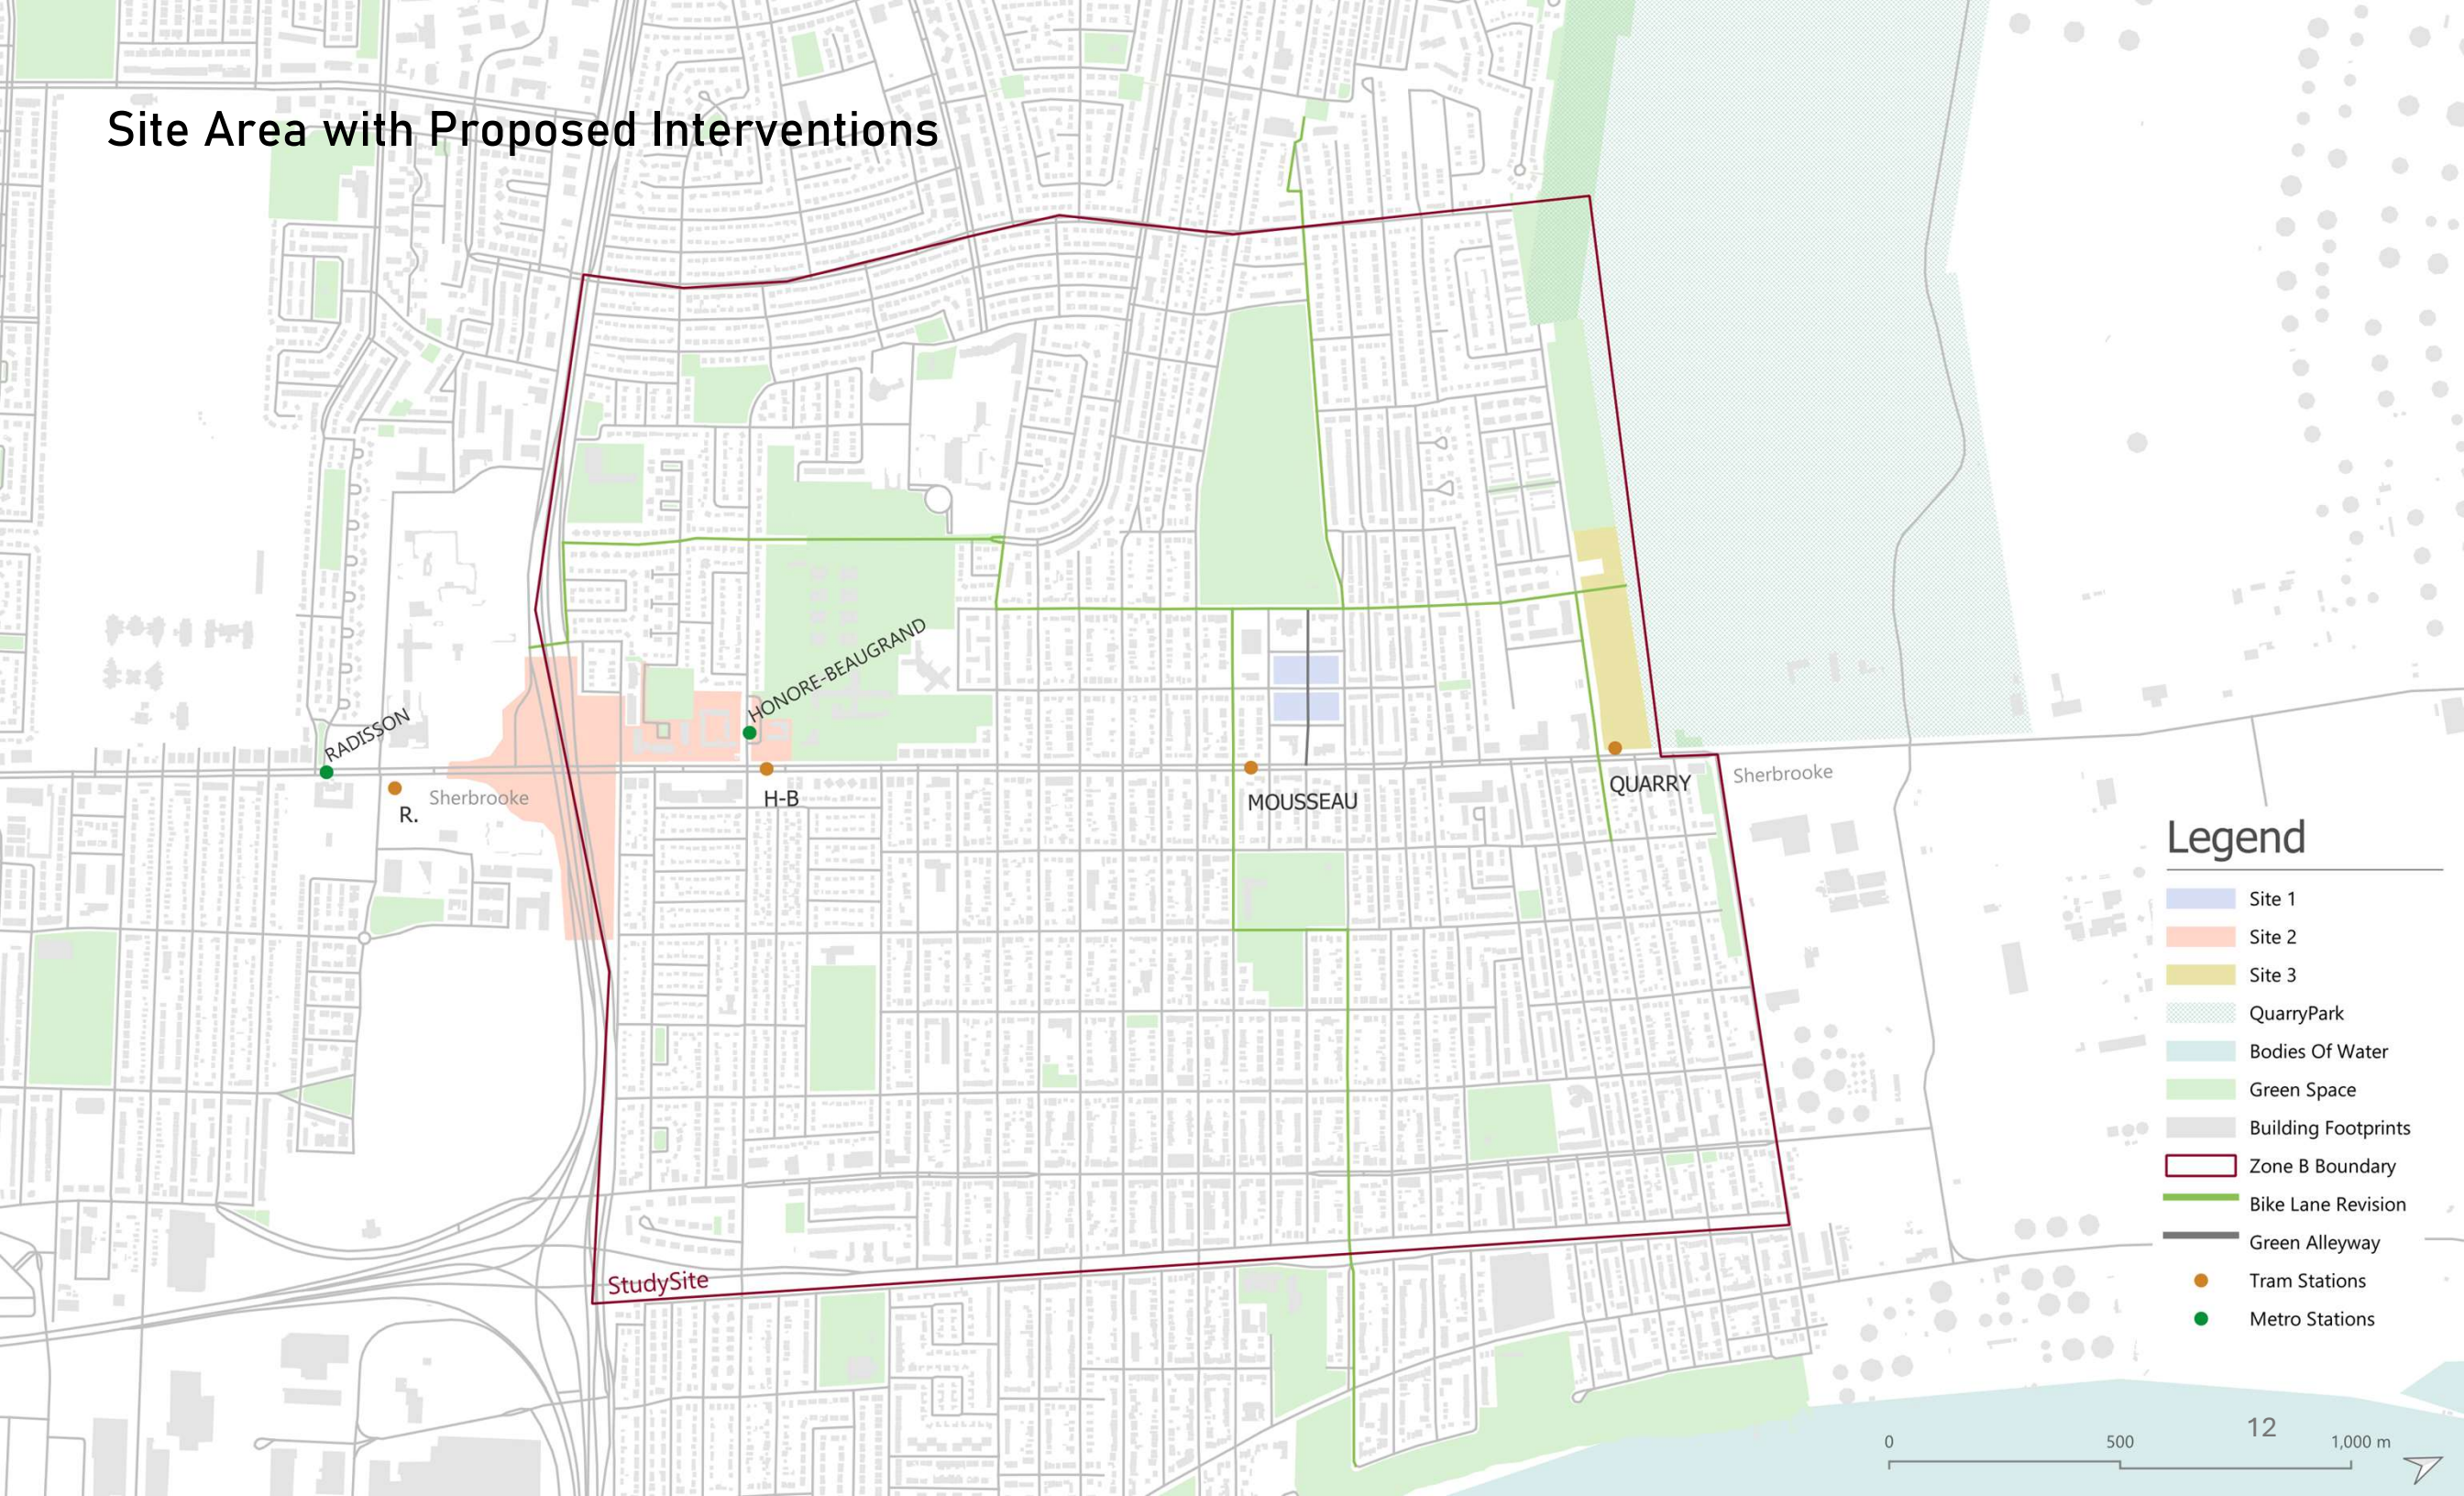 Site Area with Proposed Interventions
HONORE-BEAUGRAND
RADISSON
R.
Sherbrooke
H-B
MOUSSEAU
QUARRY
Sherbrooke
StudySite
Legend
Site 1
Site 2
Site 3
QuarryPark
Bodies Of Water
Green Space
Building Footprints
Zone B Boundary
Bike Lane Revision
Green Alleyway
Tram Stations
Metro Stations
12
0 500 1,000 m